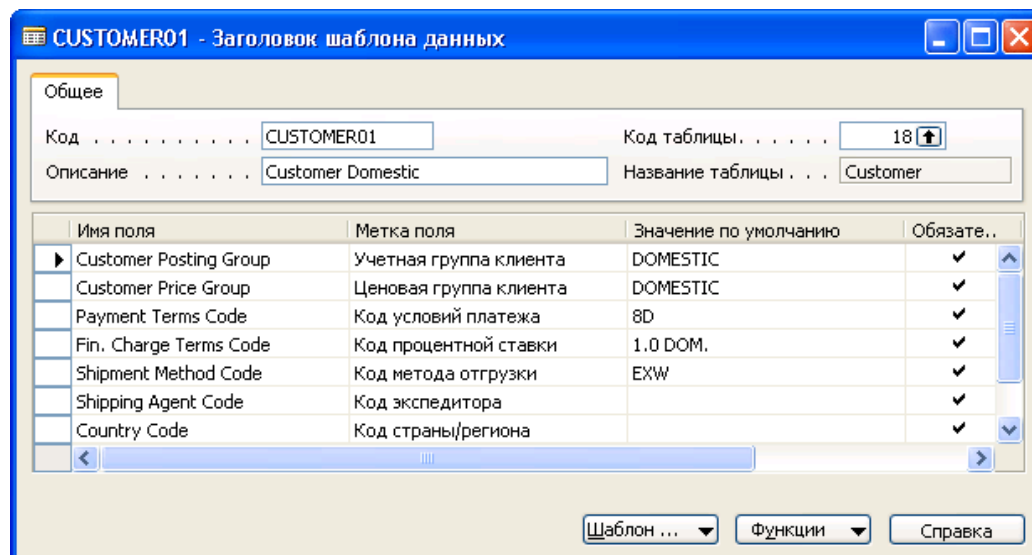 CUSTOMER01 - Заголовок шаблона данных
Общее
Код . . . . . . . . . . CUSTOMER01 Код таблицы. . . . . . 18
Описание . . . . . . . Customer Domestic Название таблицы . . . Customer
Имя поля Метка поля Значение по умолчанию Обязате..
Customer Posting Group Учетная группа клиента DOMESTIC ✔
Customer Price Group Ценовая группа клиента DOMESTIC ✔
Payment Terms Code Код условий платежа 8D ✔
Fin. Charge Terms Code Код процентной ставки 1.0 DOM. ✔
Shipment Method Code Код метода отгрузки EXW ✔
Shipping Agent Code Код экспедитора ✔
Country Code Код страны/региона ✔
Шаблон ... Функции Справка